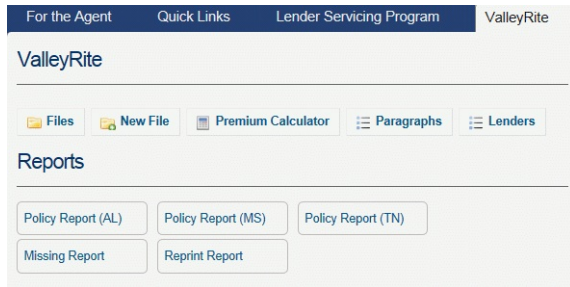 For the Agent Quick Links Lender Servicing Program ValleyRite
ValleyRite
Files New File Premium Calculator Paragraphs Lenders
Reports
Policy Report (AL) Policy Report (MS) Policy Report (TN)
Missing Report Reprint Report